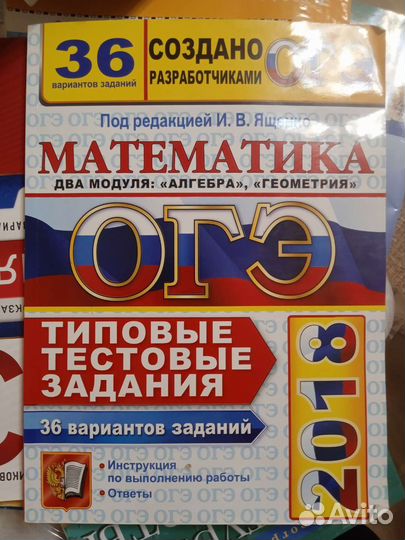 36
вариантов заданий
СОЗДАНО
РАЗРАБОТЧИКАМИ
ОГЭ
Под редакцией И. В. Ященко
МАТЕМАТИКА
ДВА МОДУЛЯ: «АЛГЕБРА», «ГЕОМЕТРИЯ»
ОГЭ
ТИПОВЫЕ
ТЕСТОВЫЕ
ЗАДАНИЯ
2018
36 вариантов заданий
• Инструкция
по выполнению работы
• Ответы
Avito